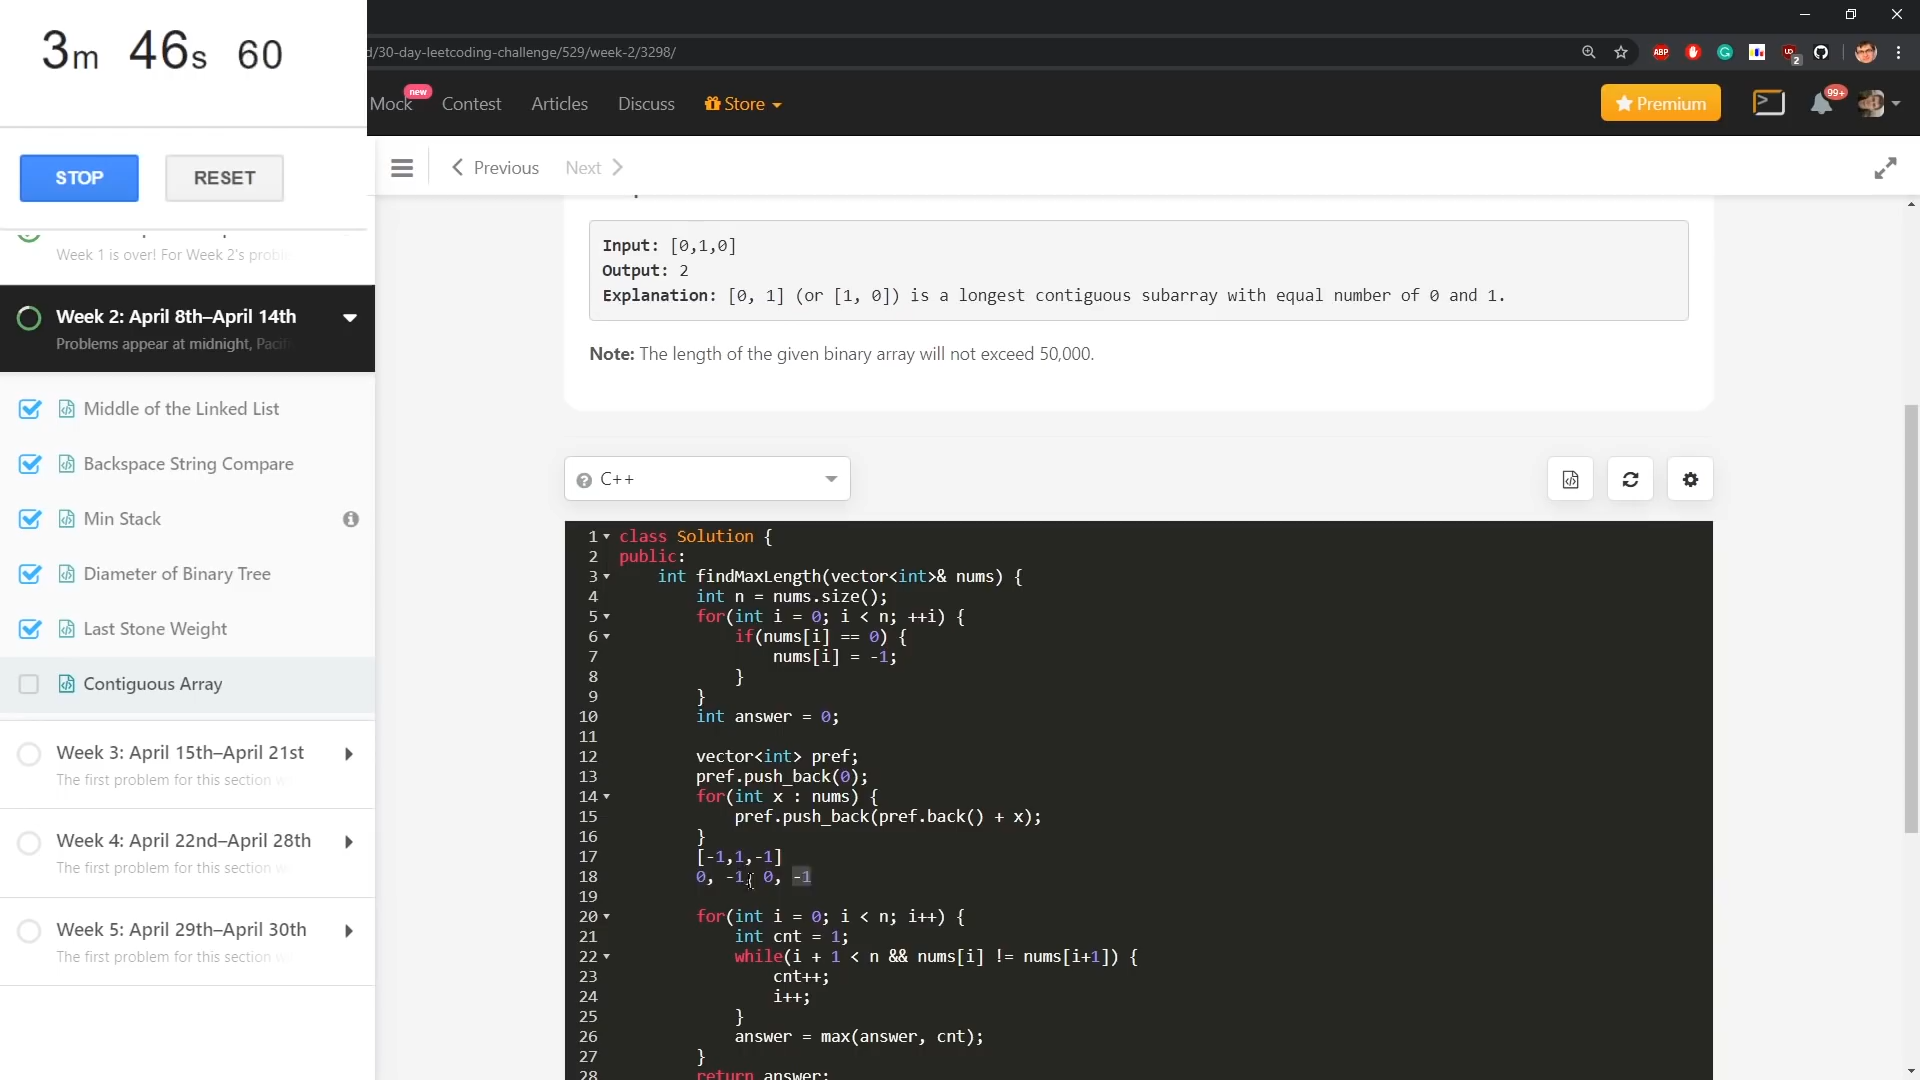 3m 46s 60
d/30-day-leetcoding-challenge/529/week-2/3298/
ABP
2
Mock new Contest Articles Discuss Store Premium 99+
STOP RESET
Previous Next
Week 1 is over! For Week 2's proble
Week 2: April 8th–April 14th
Problems appear at midnight, Pacifi
Middle of the Linked List
Backspace String Compare
Min Stack
Diameter of Binary Tree
Last Stone Weight
Contiguous Array
Week 3: April 15th–April 21st
The first problem for this section w
Week 4: April 22nd–April 28th
The first problem for this section w
Week 5: April 29th–April 30th
The first problem for this section w
Input: [0,1,0]
Output: 2
Explanation: [0, 1] (or [1, 0]) is a longest contiguous subarray with equal number of 0 and 1.
Note: The length of the given binary array will not exceed 50,000.
C++
1 class Solution {
2 public:
3 int findMaxLength(vector<int>& nums) {
4 int n = nums.size();
5 for(int i = 0; i < n; ++i) {
6 if(nums[i] == 0) {
7 nums[i] = -1;
8 }
9 }
10 int answer = 0;
11
12 vector<int> pref;
13 pref.push_back(0);
14 for(int x : nums) {
15 pref.push_back(pref.back() + x);
16 }
17 [-1,1,-1]
18 0, -1, 0, -1
19
20 for(int i = 0; i < n; i++) {
21 int cnt = 1;
22 while(i + 1 < n && nums[i] != nums[i+1]) {
23 cnt++;
24 i++;
25 }
26 answer = max(answer, cnt);
27 }
28 return answer;